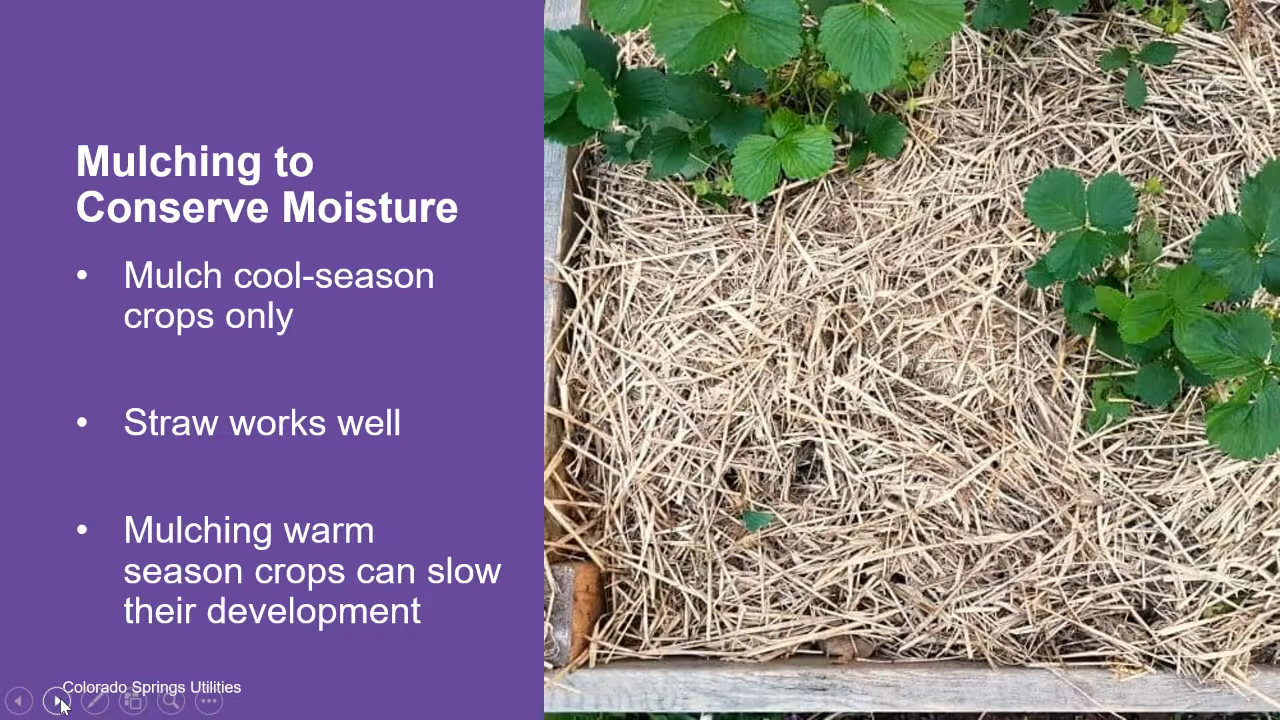 Mulching to
Conserve Moisture
• Mulch cool-season
crops only
• Straw works well
• Mulching warm
season crops can slow
their development
Colorado Springs Utilities